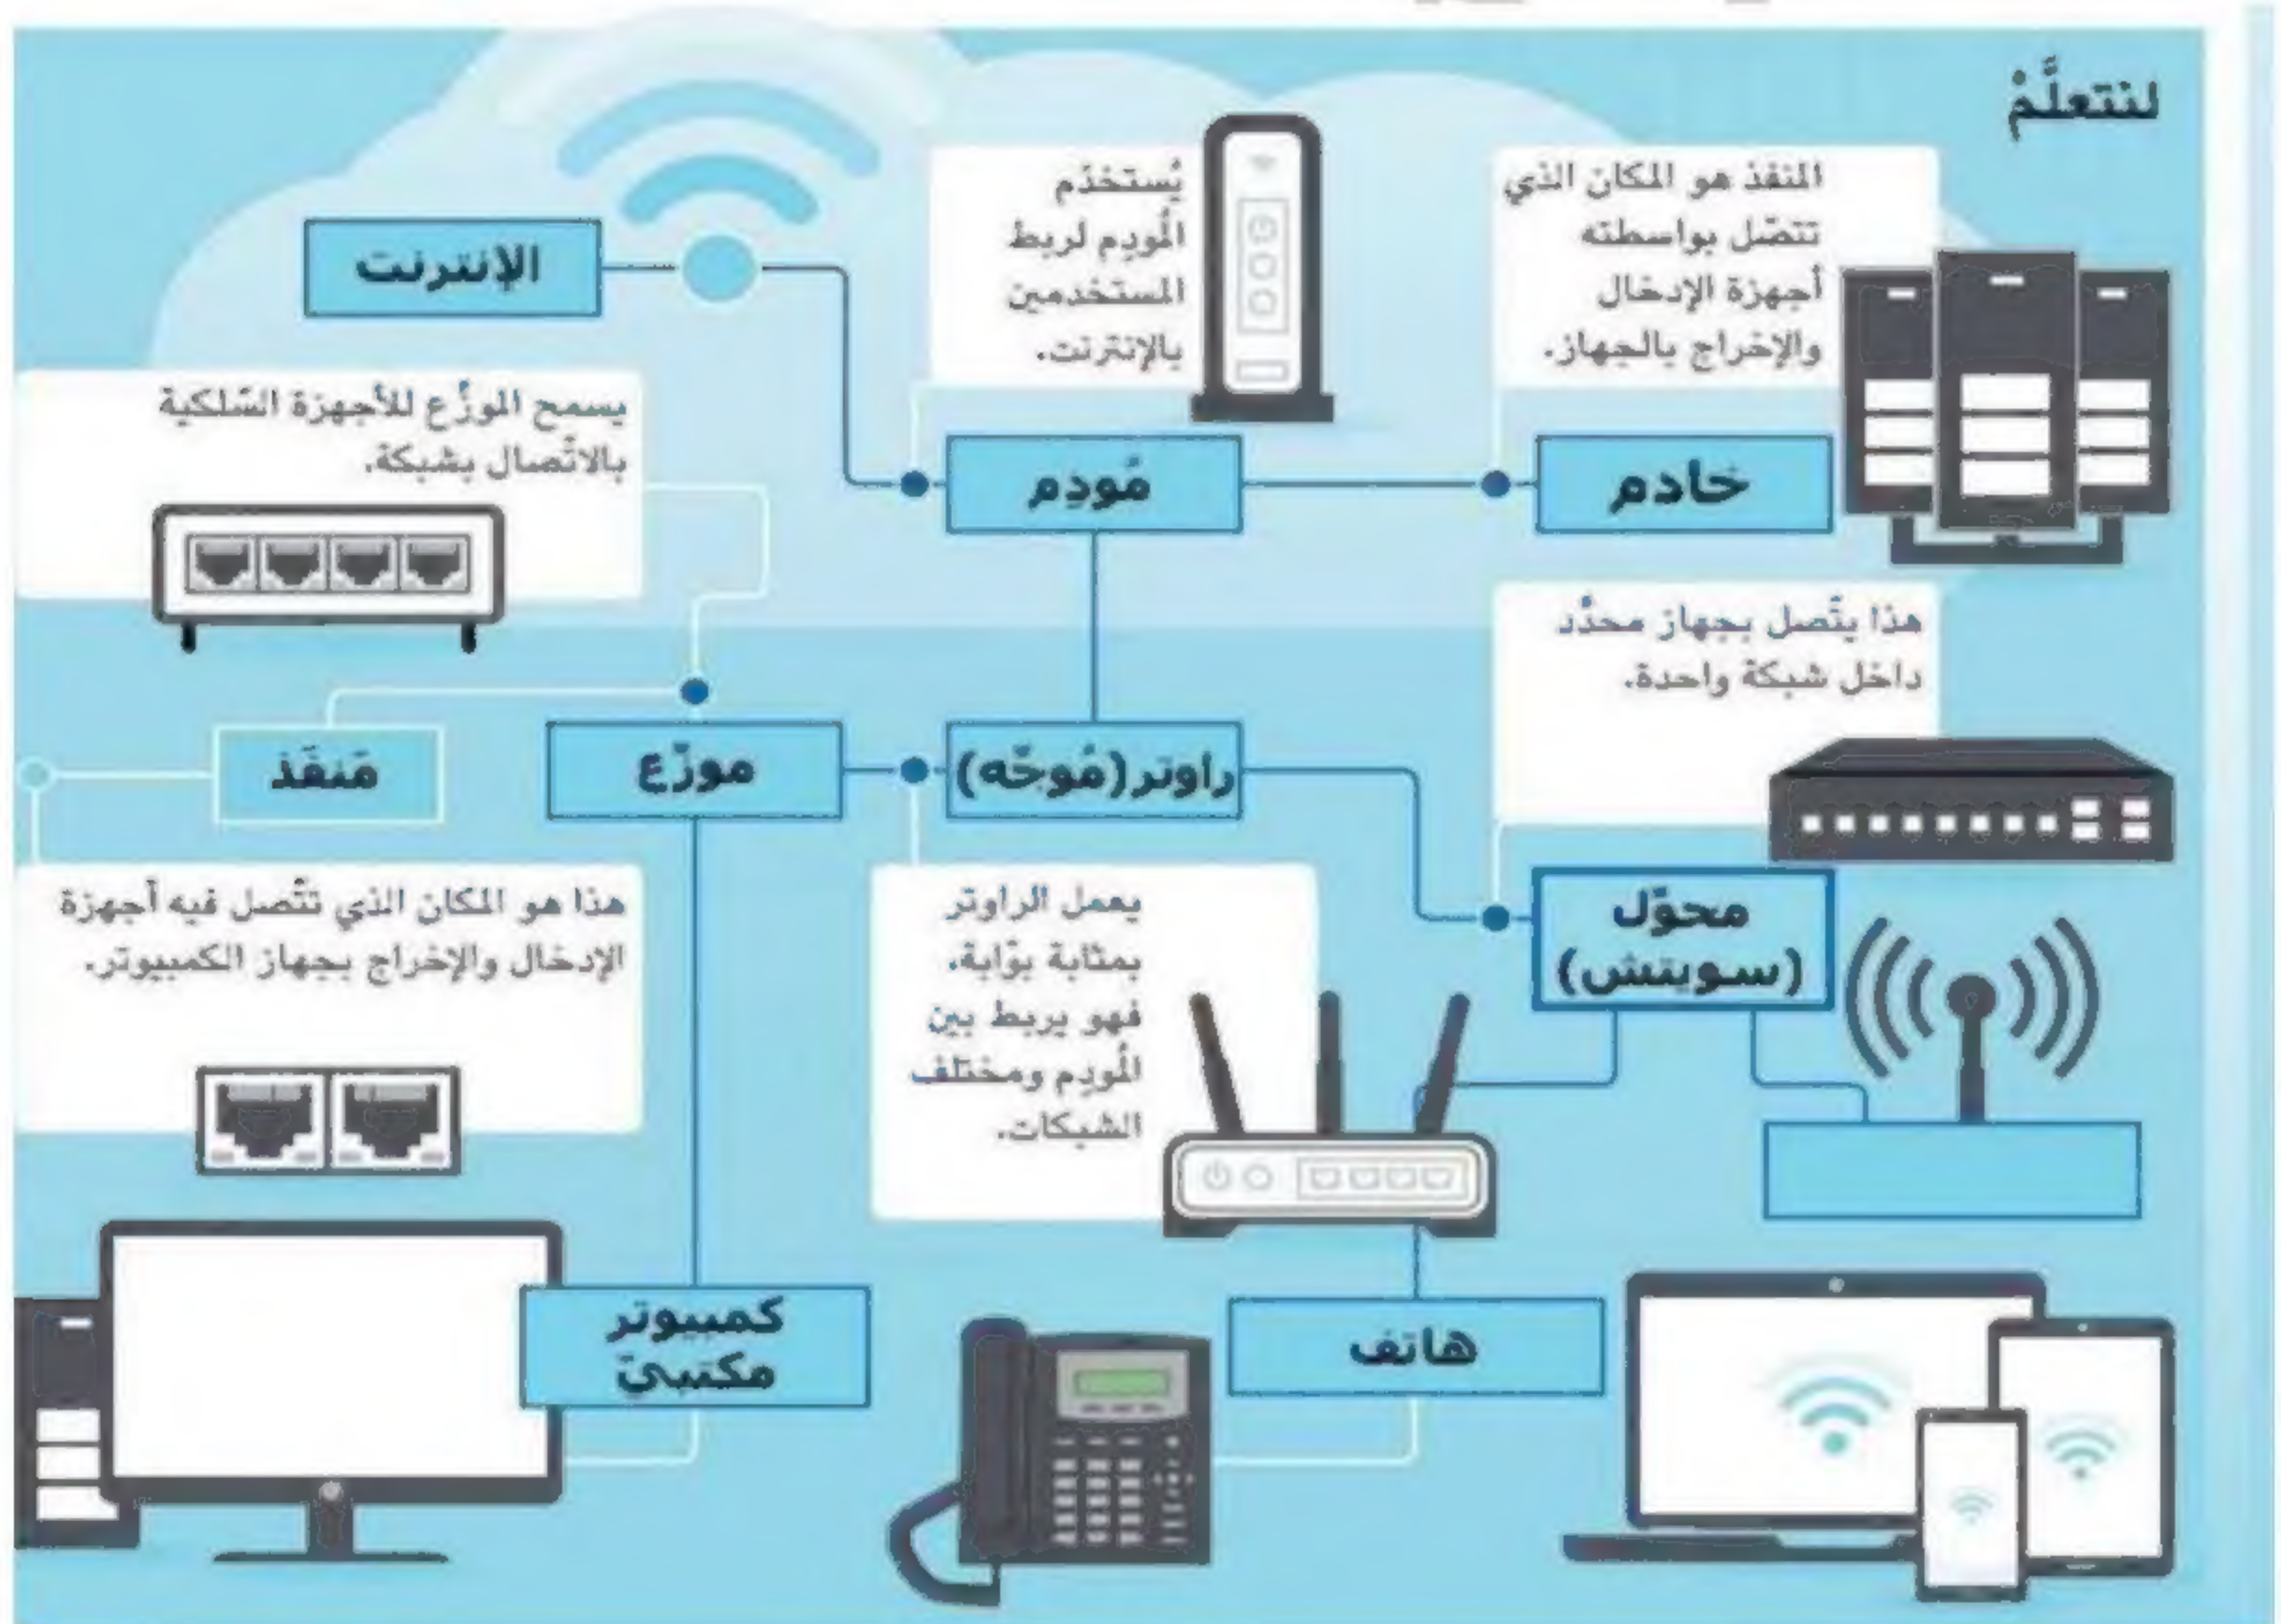 لنتعلَّمْ
المنفذ هو المكان الذي
تتصّل بواسطته
أجهزة الإدخال
والإخراج بالجهاز.
خادم
يُستخدَم
المُودِم لربط
المستخدمين
بالإنترنت.
مُودِم
الإنترنت
يسمح الموزّع للأجهزة السّلكية
بالاتّصال بشبكة.
هذا يتّصل بجهاز محدّد
داخل شبكة واحدة.
محوّل
(سويتش)
راوتر(مُوجّه)
موزّع
مَنفَذ
يعمل الراوتر
بمثابة بوّابة،
فهو يربط بين
المُودِم ومختلف
الشبكات.
هذا هو المكان الذي تتّصل فيه أجهزة
الإدخال والإخراج بجهاز الكمبيوتر.
هاتف
كمبيوتر
مكتبيّ